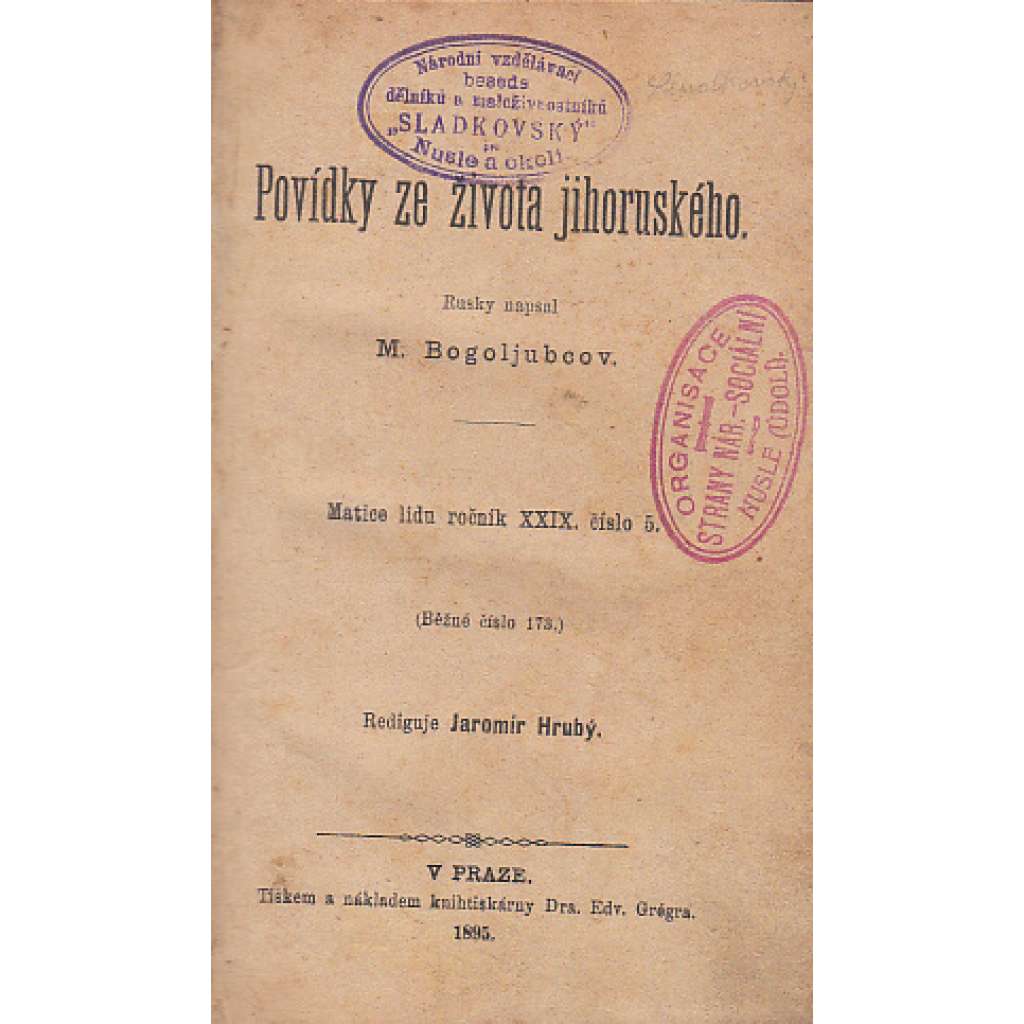 Národní vzdělávací
beseda
dělníků a maloživnostníků
„SLADKOVSKÝ“
pro
Nusle a okolí
Povídky ze života jihoruského.
Rusky napsal
M. Bogoljubcov.
ORGANISACE
STRANY NÁR.-SOCIÁLNÍ
NUSLE (ÚDOLÍ).
Matice lidu ročník XXIX. číslo 5.
(Běžné číslo 173.)
Rediguje Jaromír Hrubý.
V PRAZE.
Tiskem a nákladem knihtiskárny Dra. Edv. Grégra.
1895.